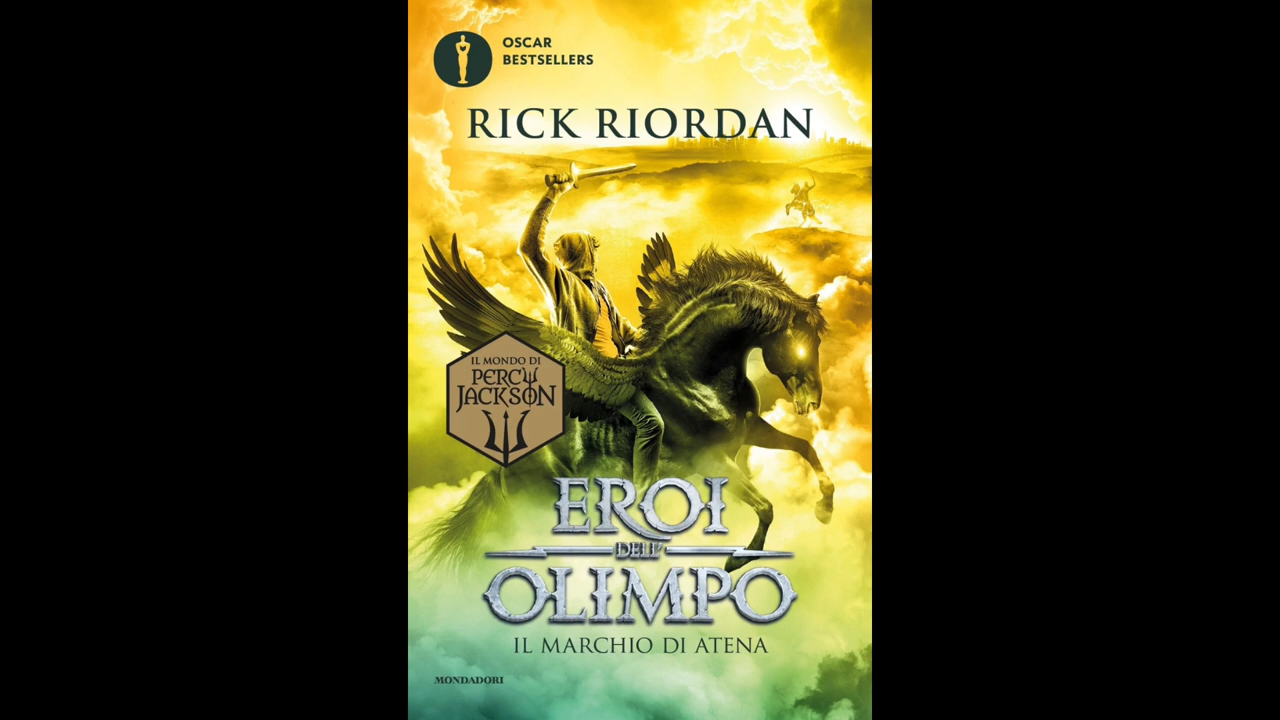 OSCAR
BESTSELLERS
RICK RIORDAN
IL MONDO DI
PERCY
JACKSON
EROI
DELL'
OLIMPO
IL MARCHIO DI ATENA
MONDADORI